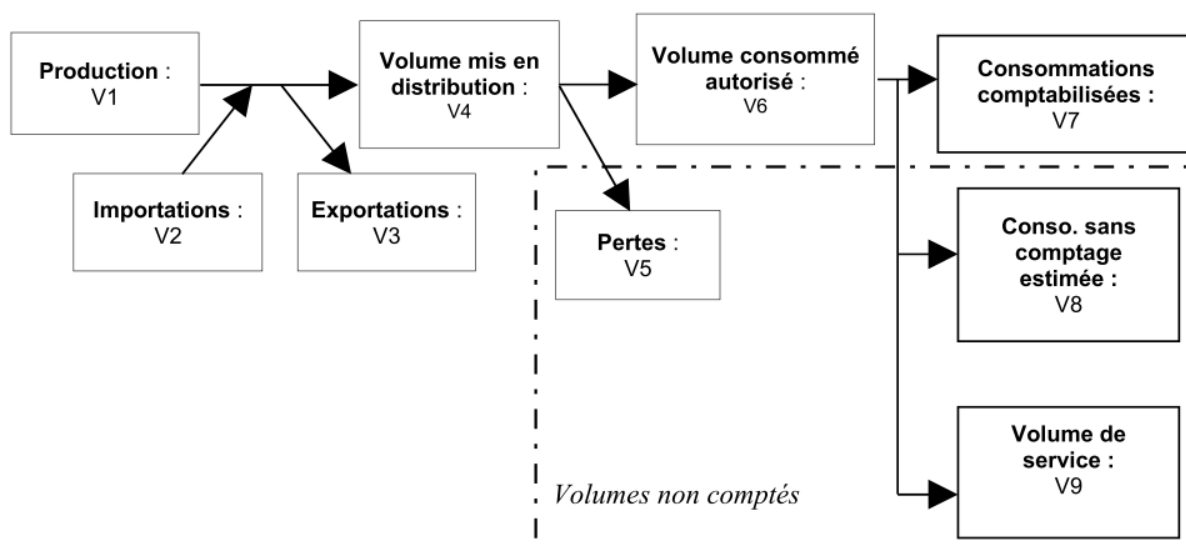 Production :
V1
Volume mis en
distribution :
V4
Volume consommé
autorisé :
V6
Consommations
comptabilisées :
V7
Importations :
V2
Exportations :
V3
Pertes :
V5
Conso. sans
comptage
estimée :
V8
Volume de
service :
V9
Volumes non comptés